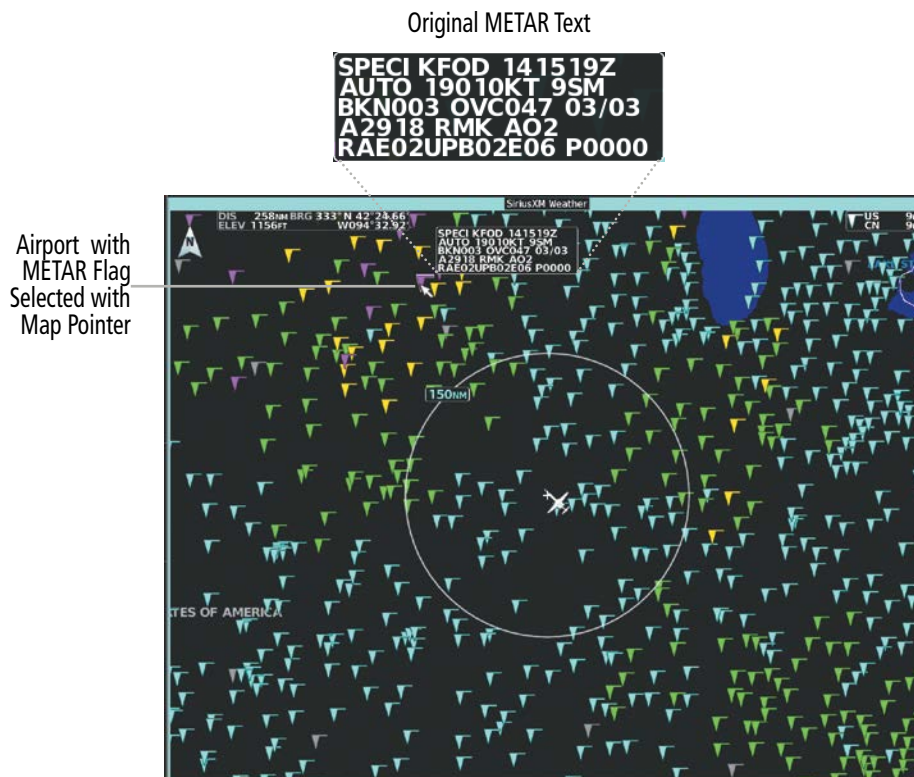 Original METAR Text
SPECI KFOD 141519Z
AUTO 19010KT 9SM
BKN003 OVC047 03/03
A2918 RMK AO2
RAE02UPB02E06 P0000
SiriusXM Weather
DIS 258NM BRG 333° N 42°24.66'
ELEV 1156FT W094°32.92'
US
CN
N
SPECI KFOD 141519Z
AUTO 19010KT 9SM
BKN003 OVC047 03/03
A2918 RMK AO2
RAE02UPB02E06 P0000
Airport with
METAR Flag
Selected with
Map Pointer
150NM
TES OF AMERICA